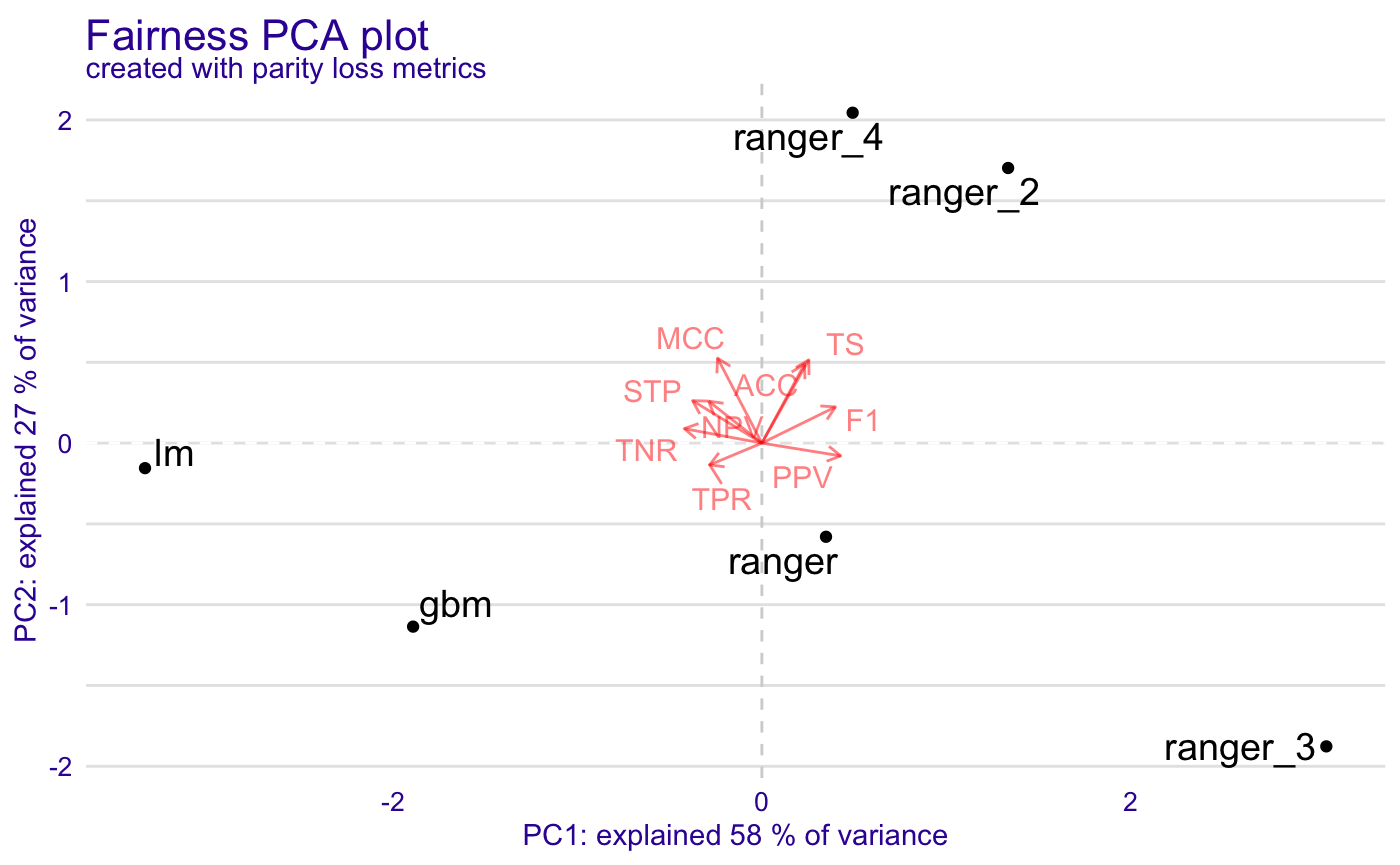 Fairness PCA plot
created with parity loss metrics
2
ranger_4
ranger_2
1
MCC
TS
STP
ACC
F1
NPV
0
TNR
lm
PPV
TPR
ranger
-1
gbm
ranger_3
-2
-2
0
2
PC1: explained 58 % of variance
PC2: explained 27 % of variance